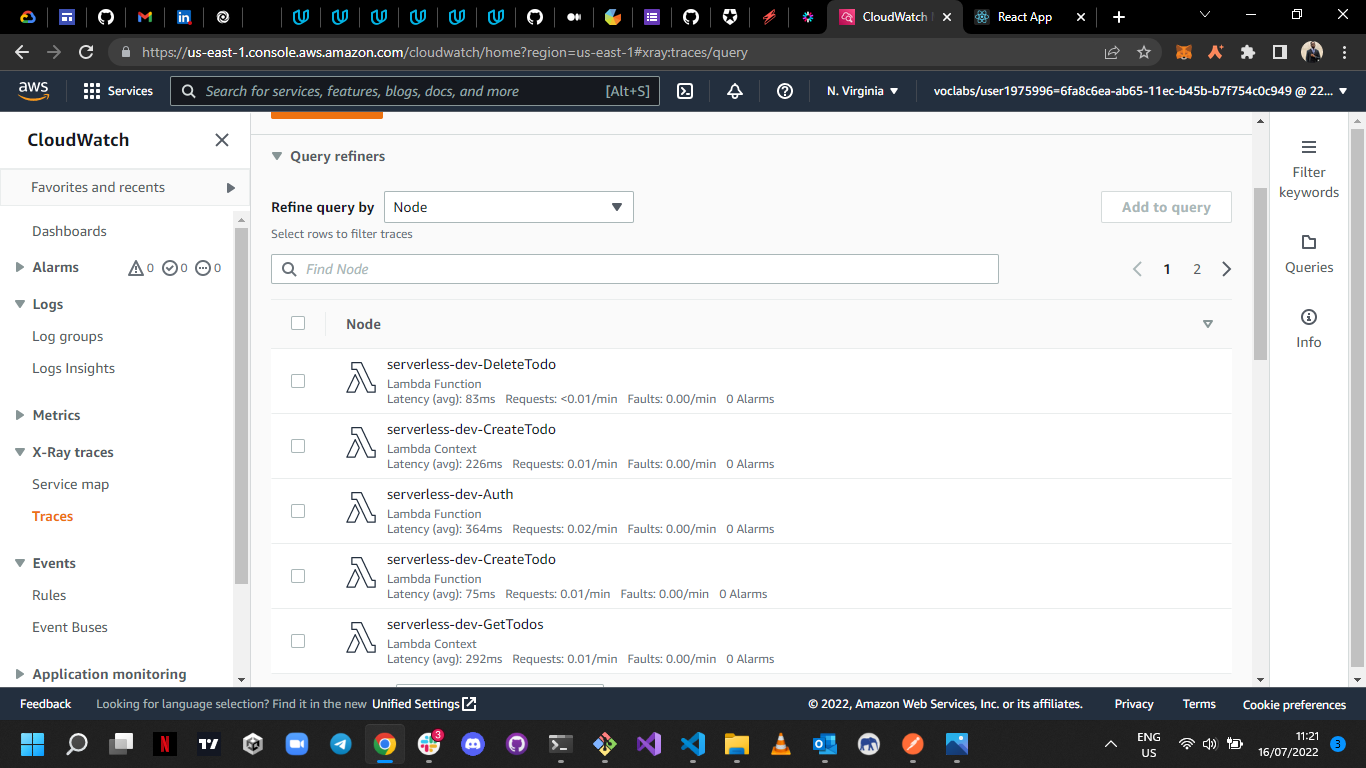 CloudWatch
React App
https://us-east-1.console.aws.amazon.com/cloudwatch/home?region=us-east-1#xray:traces/query
aws
Services
Search for services, features, blogs, docs, and more
[Alt+S]
N. Virginia
voclabs/user1975996=6fa8c6ea-ab65-11ec-b45b-b7f754c0c949 @ 22...
CloudWatch
Favorites and recents
Dashboards
Alarms
0
0
0
Logs
Log groups
Logs Insights
Metrics
X-Ray traces
Service map
Traces
Events
Rules
Event Buses
Application monitoring
Query refiners
Refine query by
Node
Add to query
Select rows to filter traces
Find Node
1
2
Node
serverless-dev-DeleteTodo
Lambda Function
Latency (avg): 83ms Requests: <0.01/min Faults: 0.00/min 0 Alarms
serverless-dev-CreateTodo
Lambda Context
Latency (avg): 226ms Requests: 0.01/min Faults: 0.00/min 0 Alarms
serverless-dev-Auth
Lambda Function
Latency (avg): 364ms Requests: 0.02/min Faults: 0.00/min 0 Alarms
serverless-dev-CreateTodo
Lambda Function
Latency (avg): 75ms Requests: 0.01/min Faults: 0.00/min 0 Alarms
serverless-dev-GetTodos
Lambda Context
Latency (avg): 292ms Requests: 0.01/min Faults: 0.00/min 0 Alarms
Filter
keywords
Queries
Info
Feedback
Looking for language selection? Find it in the new Unified Settings
© 2022, Amazon Web Services, Inc. or its affiliates.
Privacy
Terms
Cookie preferences
3
ENG
US
11:21
16/07/2022
3